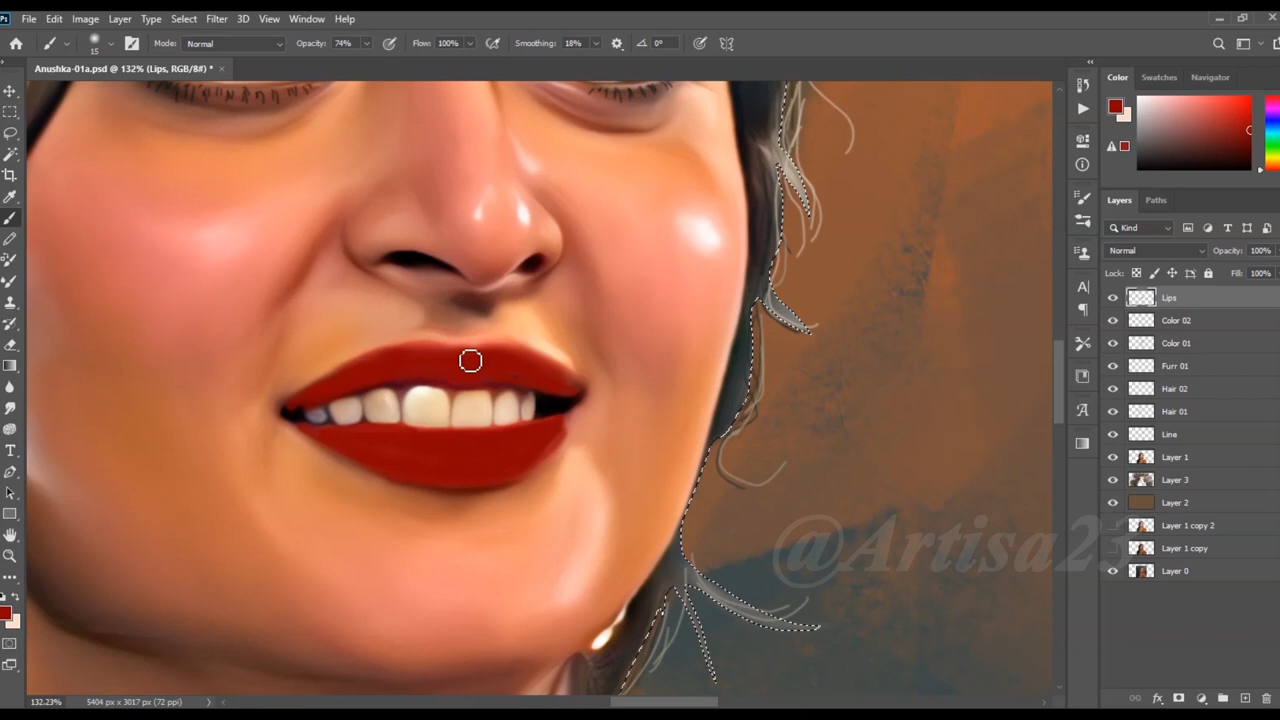 Ps File Edit Image Layer Type Select Filter 3D View Window Help
15 Mode: Normal Opacity: 74% Flow: 100% Smoothing: 18% 0°
Anushka-01a.psd @ 132% (Lips, RGB/8#) * ×
Color Swatches Navigator
Layers Paths
Kind
Normal Opacity: 100%
Lock: Fill: 100%
Lips
Color 02
Color 01
Furr 01
Hair 02
Hair 01
Line
Layer 1
Layer 3
Layer 2
Layer 1 copy 2
Layer 1 copy
Layer 0
@Artisa23
132.23% 5404 px x 3017 px (72 ppi)